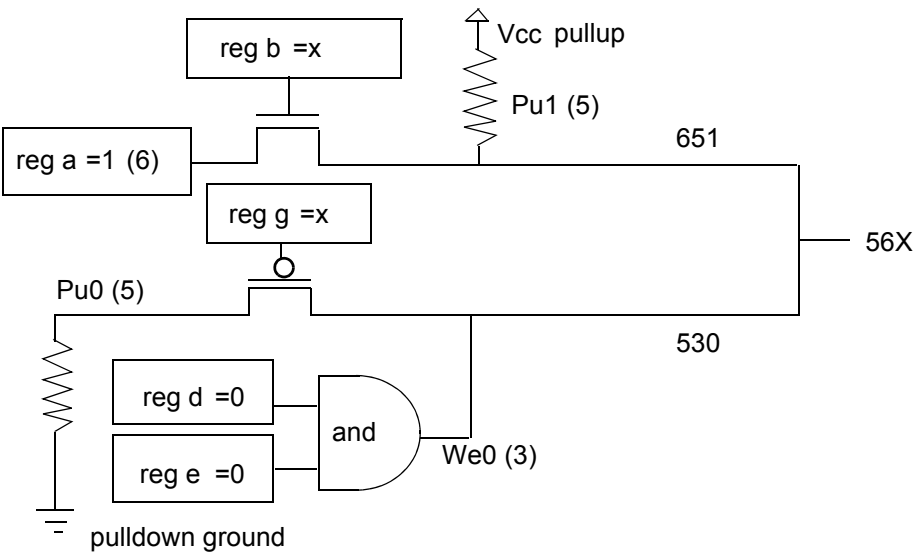 reg b =x
Vcc pullup
Pu1 (5)
651
reg a =1 (6)
reg g =x
56X
Pu0 (5)
530
reg d =0
and
We0 (3)
reg e =0
pulldown ground